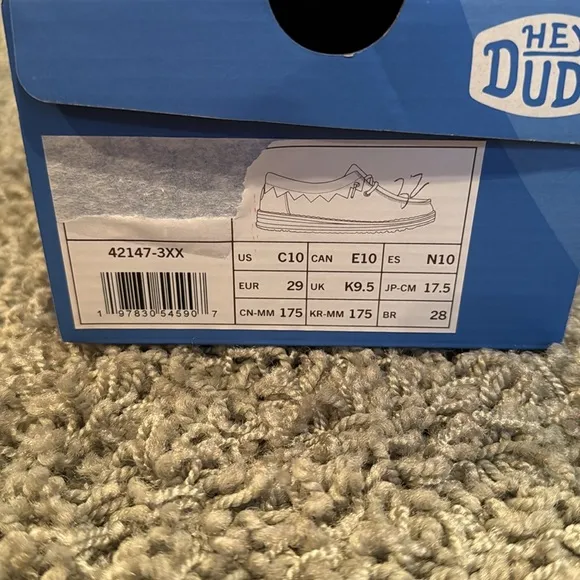 HEY
DUD
22
42147-3XX
US C10 CAN E10 ES N10
EUR 29 UK K9.5 JP-CM 17.5
CN-MM 175 KR-MM 175 BR 28
1 97830 54590 7